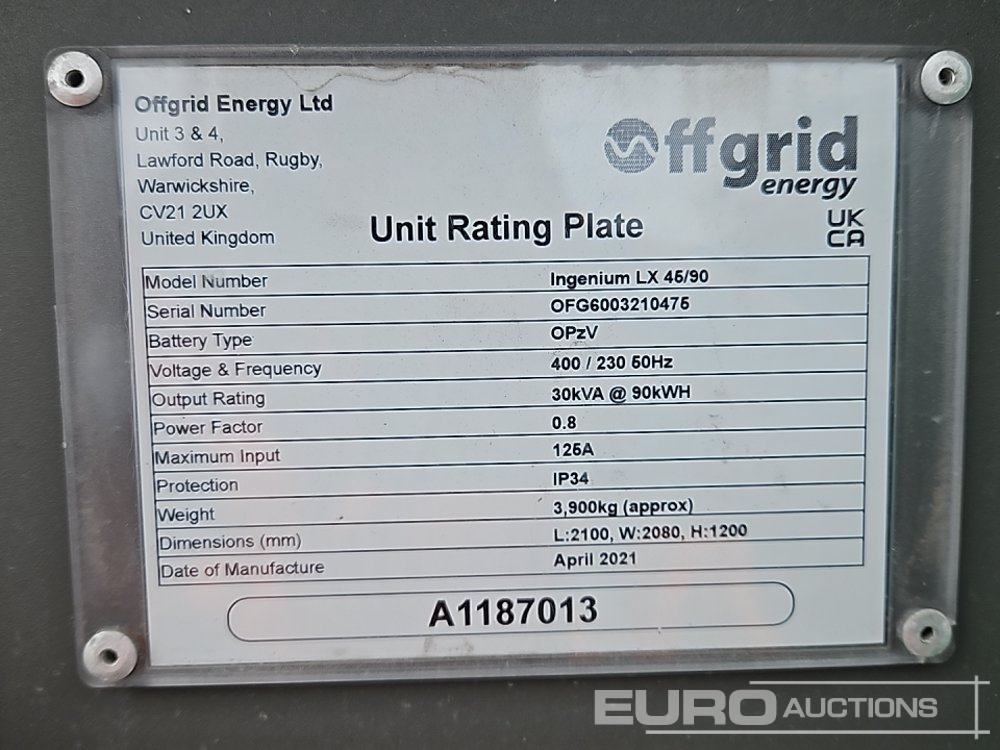 Offgrid Energy Ltd
Unit 3 & 4,
Lawford Road, Rugby,
Warwickshire,
CV21 2UX
United Kingdom
Offgrid
energy
UK
CA
Unit Rating Plate
Model Number Ingenium LX 45/90
Serial Number OFG6003210475
Battery Type OPzV
Voltage & Frequency 400 / 230 50Hz
Output Rating 30kVA @ 90kWH
Power Factor 0.8
Maximum Input 125A
Protection IP34
Weight 3,900kg (approx)
Dimensions (mm) L:2100, W:2080, H:1200
Date of Manufacture April 2021
A1187013
EURO AUCTIONS